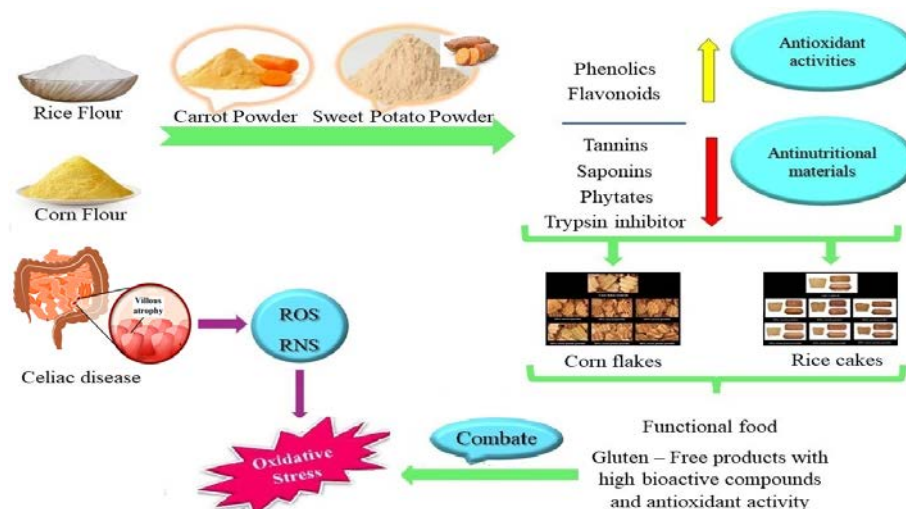 Rice Flour
Carrot Powder
Sweet Potato Powder
Corn Flour
Phenolics
Flavonoids
Antioxidant
activities
Tannins
Saponins
Phytates
Trypsin inhibitor
Antinutritional
materials
Villous
atrophy
Celiac disease
ROS
RNS
Corn flakes
Rice cakes
Oxidative
Stress
Combate
Functional food
Gluten – Free products with
high bioactive compounds
and antioxidant activity